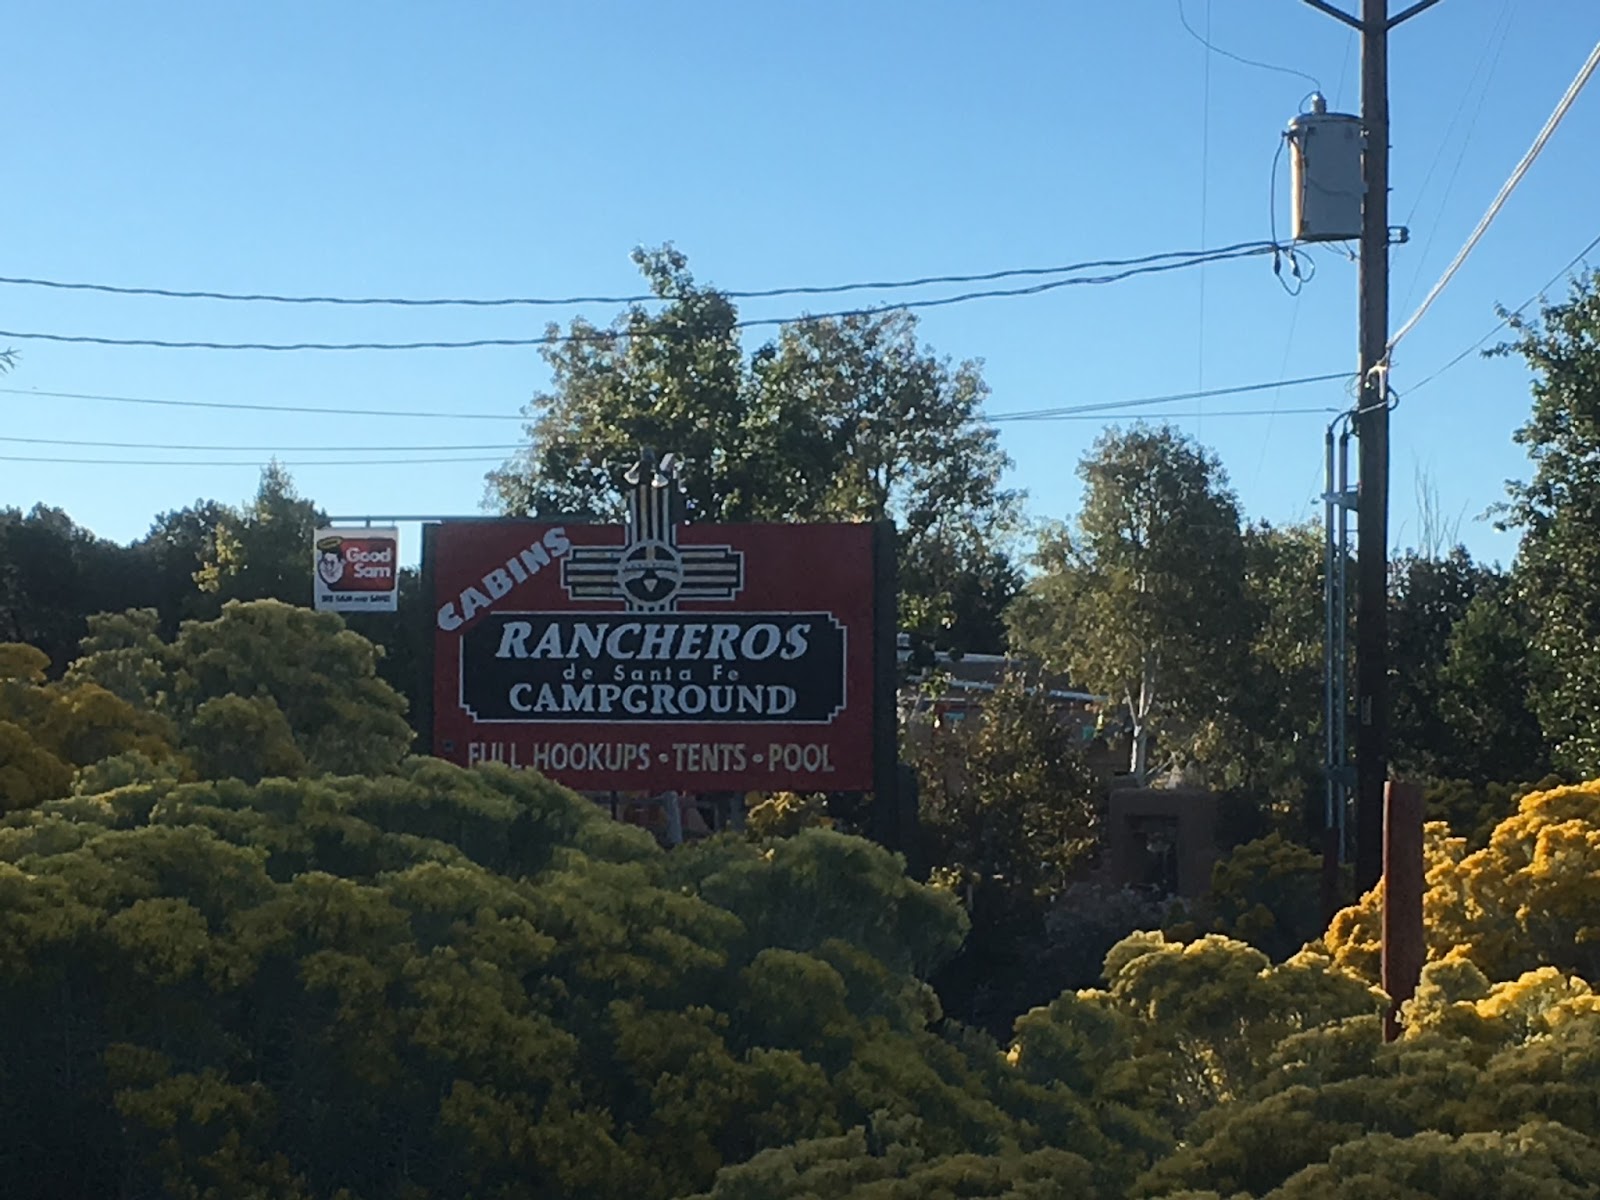 Good
Sam
CABINS
RANCHEROS
de Santa Fe
CAMPGROUND
FULL HOOKUPS • TENTS • POOL